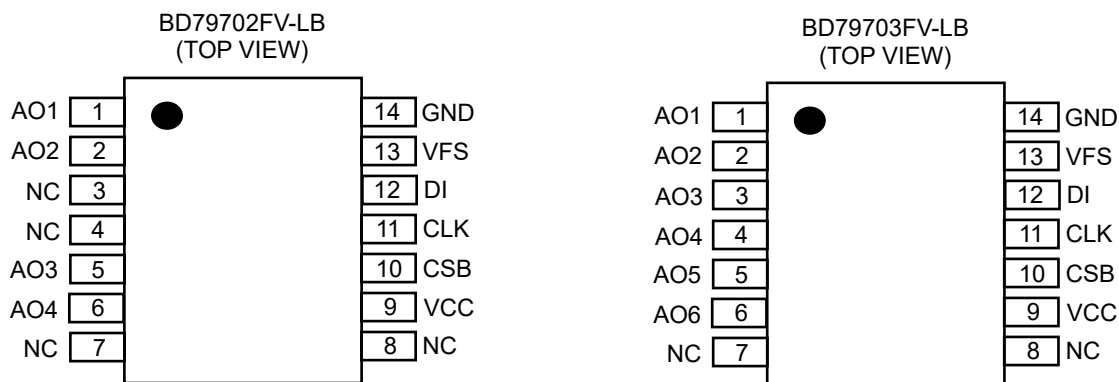 BD79702FV-LB
(TOP VIEW)
AO1 1 14 GND
AO2 2 13 VFS
NC 3 12 DI
NC 4 11 CLK
AO3 5 10 CSB
AO4 6 9 VCC
NC 7 8 NC
BD79703FV-LB
(TOP VIEW)
AO1 1 14 GND
AO2 2 13 VFS
AO3 3 12 DI
AO4 4 11 CLK
AO5 5 10 CSB
AO6 6 9 VCC
NC 7 8 NC